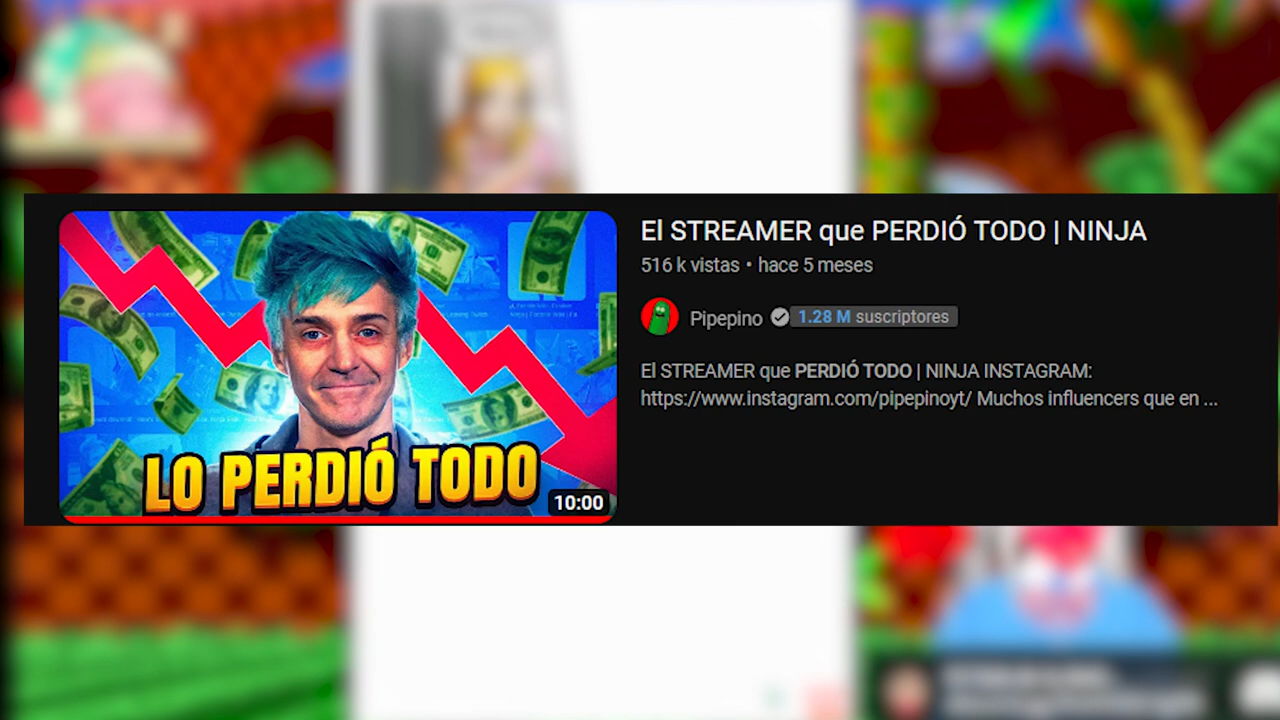 El STREAMER que PERDIÓ TODO | NINJA
516 k vistas • hace 5 meses
Pipepino 1.28 M suscriptores
El STREAMER que PERDIÓ TODO | NINJA INSTAGRAM:
https://www.instagram.com/pipepinoyt/ Muchos influencers que en ...
LO PERDIÓ TODO
10:00